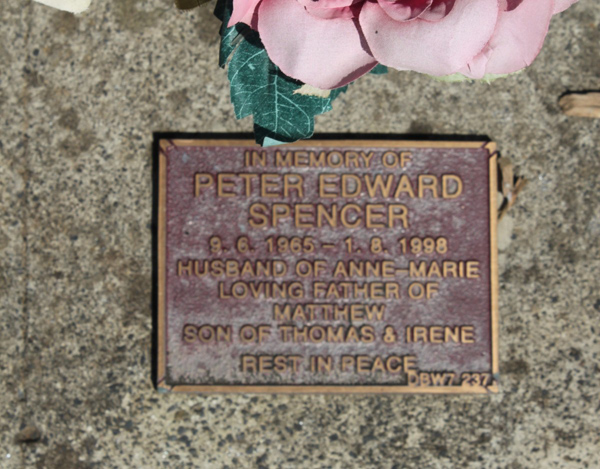 IN MEMORY OF
PETER EDWARD
SPENCER
9. 6. 1965 – 1. 8. 1998
HUSBAND OF ANNE-MARIE
LOVING FATHER OF
MATTHEW
SON OF THOMAS & IRENE
REST IN PEACE
DBW7 237